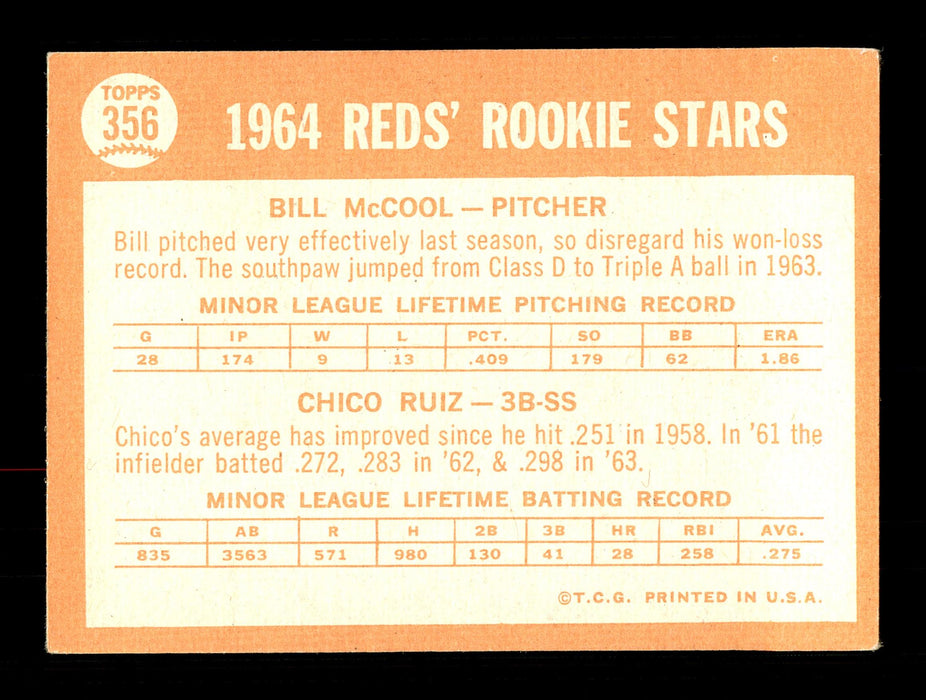 TOPPS
356
1964 REDS' ROOKIE STARS
BILL McCOOL — PITCHER
Bill pitched very effectively last season, so disregard his won-loss
record. The southpaw jumped from Class D to Triple A ball in 1963.
MINOR LEAGUE LIFETIME PITCHING RECORD
G IP W L PCT. SO BB ERA
28 174 9 13 .409 179 62 1.86
CHICO RUIZ — 3B-SS
Chico's average has improved since he hit .251 in 1958. In '61 the
infielder batted .272, .283 in '62, & .298 in '63.
MINOR LEAGUE LIFETIME BATTING RECORD
G AB R H 2B 3B HR RBI AVG.
835 3563 571 980 130 41 28 258 .275
©T.C.G. PRINTED IN U.S.A.